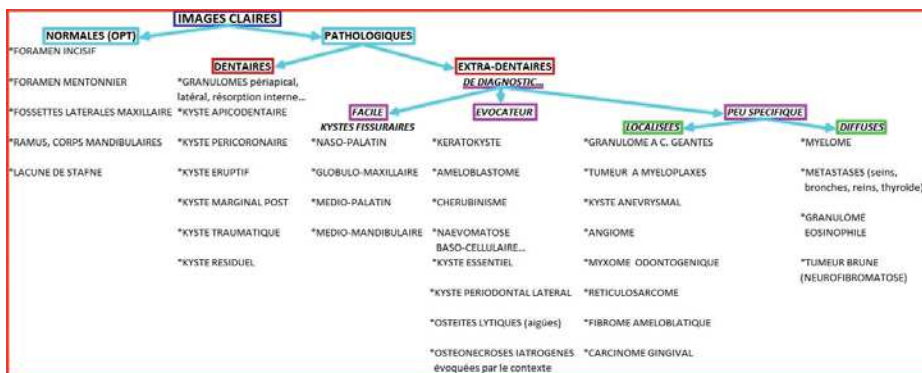 IMAGES CLAIRES
NORMALES (OPT)
PATHOLOGIQUES
*FORAMEN INCISIF
*FORAMEN MENTONNIER
*FOSSETTES LATERALES MAXILLAIRE
*RAMUS, CORPS MANDIBULAIRES
*LACUNE DE STAFNE
DENTAIRES
*GRANULOMES périapical,
latéral, résorption interne...
*KYSTE APICODENTAIRE
*KYSTE PERICORONAIRE
*KYSTE ERUPTIF
*KYSTE MARGINAL POST
*KYSTE TRAUMATIQUE
*KYSTE RESIDUEL
EXTRA-DENTAIRES
DE DIAGNOSTIC...
FACILE
KYSTES FISSURAIRES
*NASO-PALATIN
*GLOBULO-MAXILLAIRE
*MEDIO-PALATIN
*MEDIO-MANDIBULAIRE
EVOCATEUR
*KERATOKYSTE
*AMELOBLASTOME
*CHERUBINISME
*NAEVOMATOSE
BASO-CELLULAIRE...
*KYSTE ESSENTIEL
*KYSTE PERIODONTAL LATERAL
*OSTEITES LYTIQUES (aigües)
*OSTEONECROSES IATROGENES
évoquées par le contexte
PEU SPECIFIQUE
LOCALISEES
*GRANULOME A C. GEANTES
*TUMEUR A MYELOPLAXES
*KYSTE ANEVRYSMAL
*ANGIOME
*MYXOME ODONTOGENIQUE
*RETICULOSARCOME
*FIBROME AMELOBLATIQUE
*CARCINOME GINGIVAL
DIFFUSES
*MYELOME
*METASTASES (seins,
bronches, reins, thyroïde)
*GRANULOME
EOSINOPHILE
*TUMEUR BRUNE
(NEUROFIBROMATOSE)